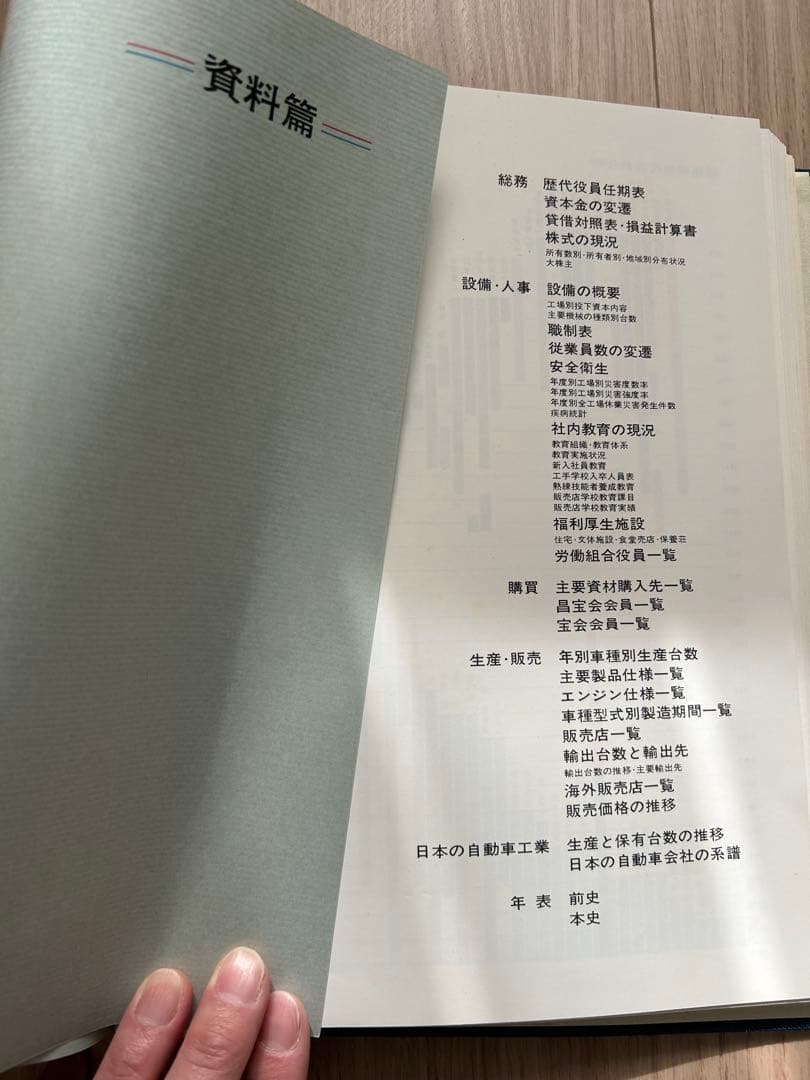 資料篇
総務 歴代役員任期表
資本金の変遷
貸借対照表・損益計算書
株式の現況
所有数別・所有者別・地域別分布状況
大株主
設備・人事 設備の概要
工場別投下資本内容
主要機械の種類別台数
職制表
従業員数の変遷
安全衛生
年度別工場別災害度数率
年度別工場別災害強度率
年度別全工場休業災害発生件数
疾病統計
社内教育の現況
教育組織・教育体系
教育実施状況
新入社員教育
工手学校入卒人員表
熟練技能者養成教育
販売店学校教育課目
販売店学校教育実績
福利厚生施設
住宅・文体施設・食堂売店・保養荘
労働組合役員一覧
購買 主要資材購入先一覧
昌宝会会員一覧
宝会会員一覧
生産・販売 年別車種別生産台数
主要製品仕様一覧
エンジン仕様一覧
車種型式別製造期間一覧
販売店一覧
輸出台数と輸出先
輸出台数の推移・主要輸出先
海外販売店一覧
販売価格の推移
日本の自動車工業 生産と保有台数の推移
日本の自動車会社の系譜
年表 前史
本史